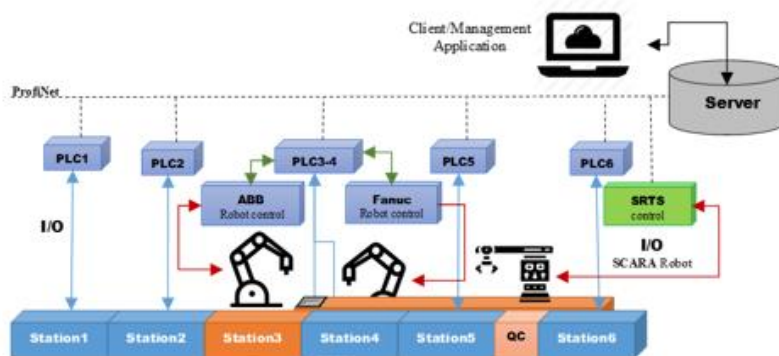 Client/Management
Application
ProfiNet
Server
PLC1
PLC2
PLC3-4
PLC5
PLC6
ABB
Robot control
Fanuc
Robot control
SRTS
control
I/O
I/O
SCARA Robot
Station1
Station2
Station3
Station4
Station5
QC
Station6